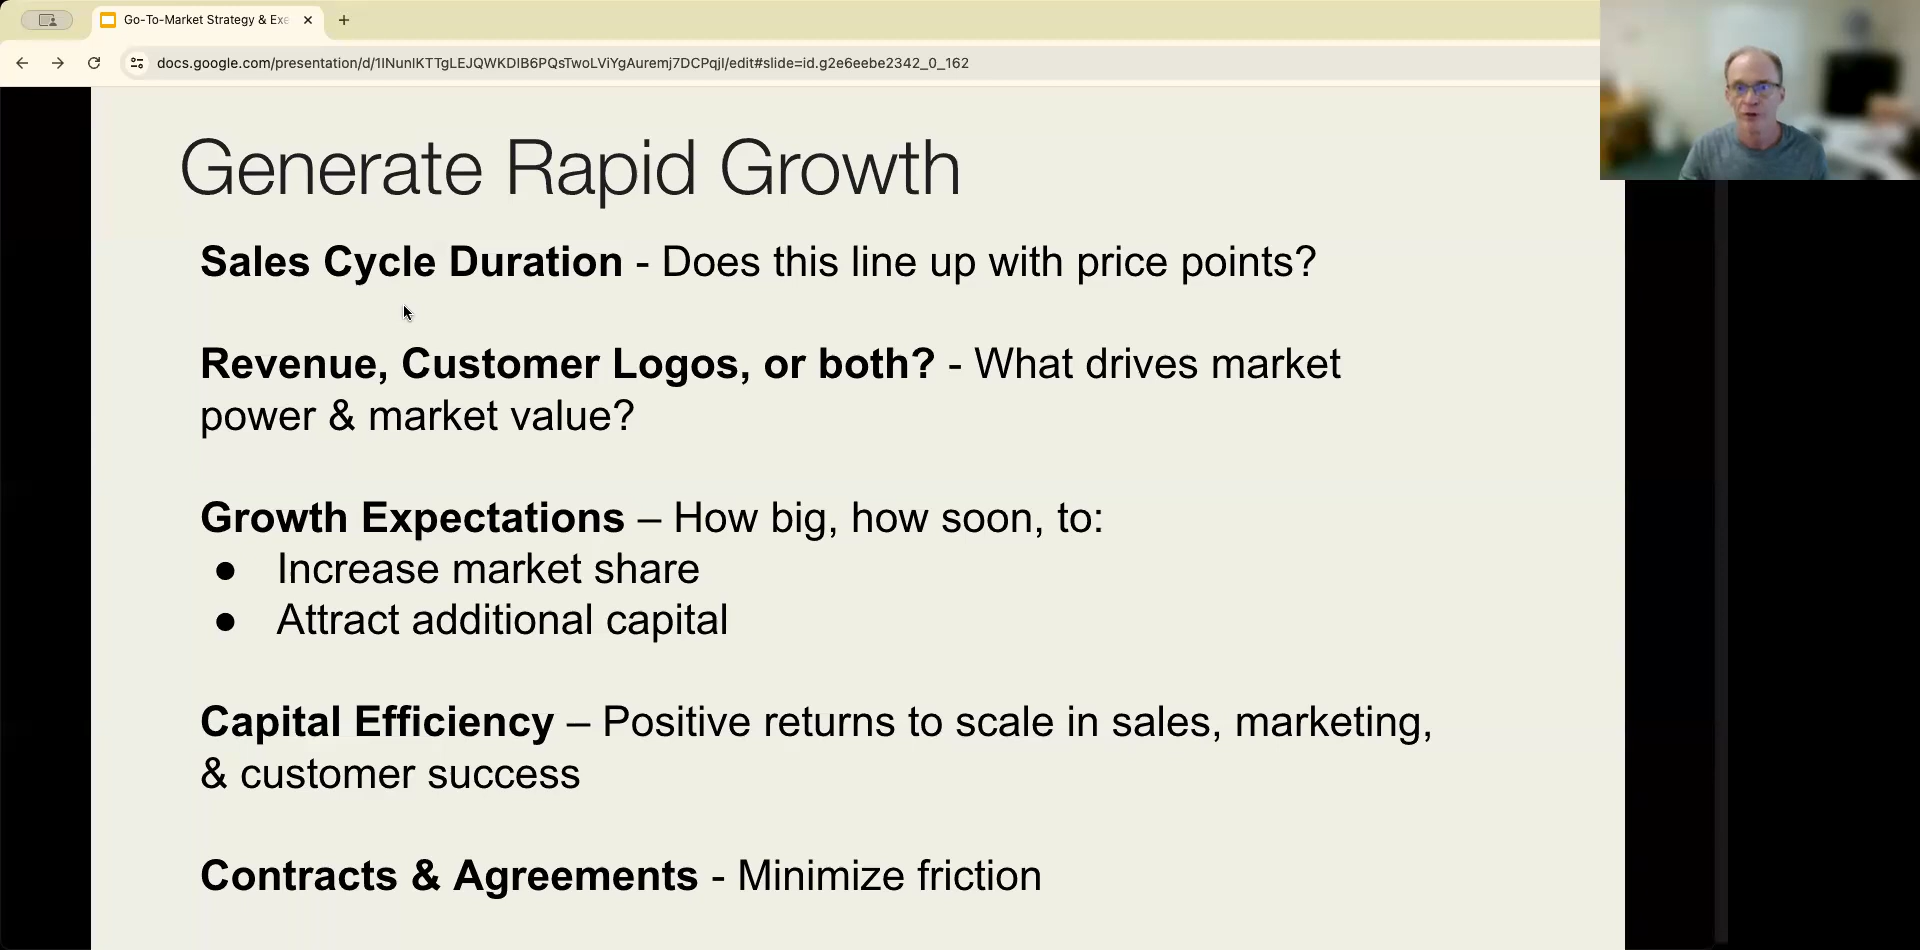 Go-To-Market Strategy & Exe
docs.google.com/presentation/d/1INunIKTTgLEJQWKDIB6PQsTwoLViYgAuremj7DCPqjI/edit#slide=id.g2e6eebe2342_0_162
Generate Rapid Growth
Sales Cycle Duration - Does this line up with price points?
Revenue, Customer Logos, or both? - What drives market
power & market value?
Growth Expectations – How big, how soon, to:
● Increase market share
● Attract additional capital
Capital Efficiency – Positive returns to scale in sales, marketing,
& customer success
Contracts & Agreements - Minimize friction